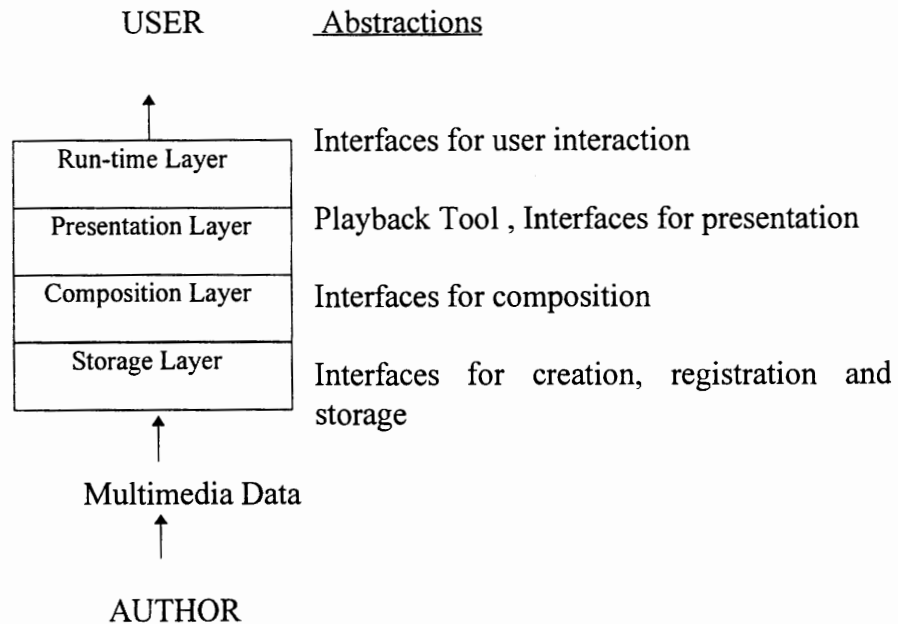 USER Abstractions
Run-time Layer Interfaces for user interaction
Presentation Layer Playback Tool , Interfaces for presentation
Composition Layer Interfaces for composition
Storage Layer Interfaces for creation, registration and
storage
Multimedia Data
AUTHOR